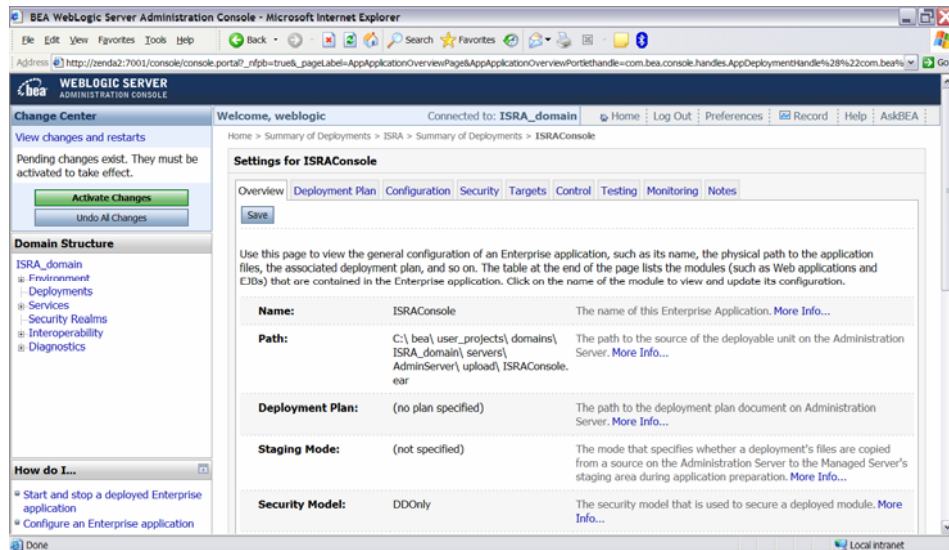 BEA WebLogic Server Administration Console - Microsoft Internet Explorer
File Edit View Favorites Tools Help
Back Search Favorites
Address http://zenda2:7001/console/console.portal?_nfpb=true&_pageLabel=AppApplicationOverviewPage&AppApplicationOverviewPortlethandle=com.bea.console.handles.AppDeploymentHandle%28%22com.bea% Go
bea WEBLOGIC SERVER
ADMINISTRATION CONSOLE
Change Center
View changes and restarts
Pending changes exist. They must be
activated to take effect.
Activate Changes
Undo All Changes
Domain Structure
ISRA_domain
Environment
Deployments
Services
Security Realms
Interoperability
Diagnostics
How do I...
Start and stop a deployed Enterprise
application
Configure an Enterprise application
Welcome, weblogic Connected to: ISRA_domain Home Log Out Preferences Record Help AskBEA
Home > Summary of Deployments > ISRA > Summary of Deployments > ISRAConsole
Settings for ISRAConsole
Overview Deployment Plan Configuration Security Targets Control Testing Monitoring Notes
Save
Use this page to view the general configuration of an Enterprise application, such as its name, the physical path to the application
files, the associated deployment plan, and so on. The table at the end of the page lists the modules (such as Web applications and
EJBs) that are contained in the Enterprise application. Click on the name of the module to view and update its configuration.
Name: ISRAConsole The name of this Enterprise Application. More Info...
Path: C:\ bea\ user_projects\ domains\ The path to the source of the deployable unit on the Administration
ISRA_domain\ servers\ Server. More Info...
AdminServer\ upload\ ISRAConsole.
ear
Deployment Plan: (no plan specified) The path to the deployment plan document on Administration
Server. More Info...
Staging Mode: (not specified) The mode that specifies whether a deployment's files are copied
from a source on the Administration Server to the Managed Server's
staging area during application preparation. More Info...
Security Model: DDOnly The security model that is used to secure a deployed module. More
Info...
Done Local intranet